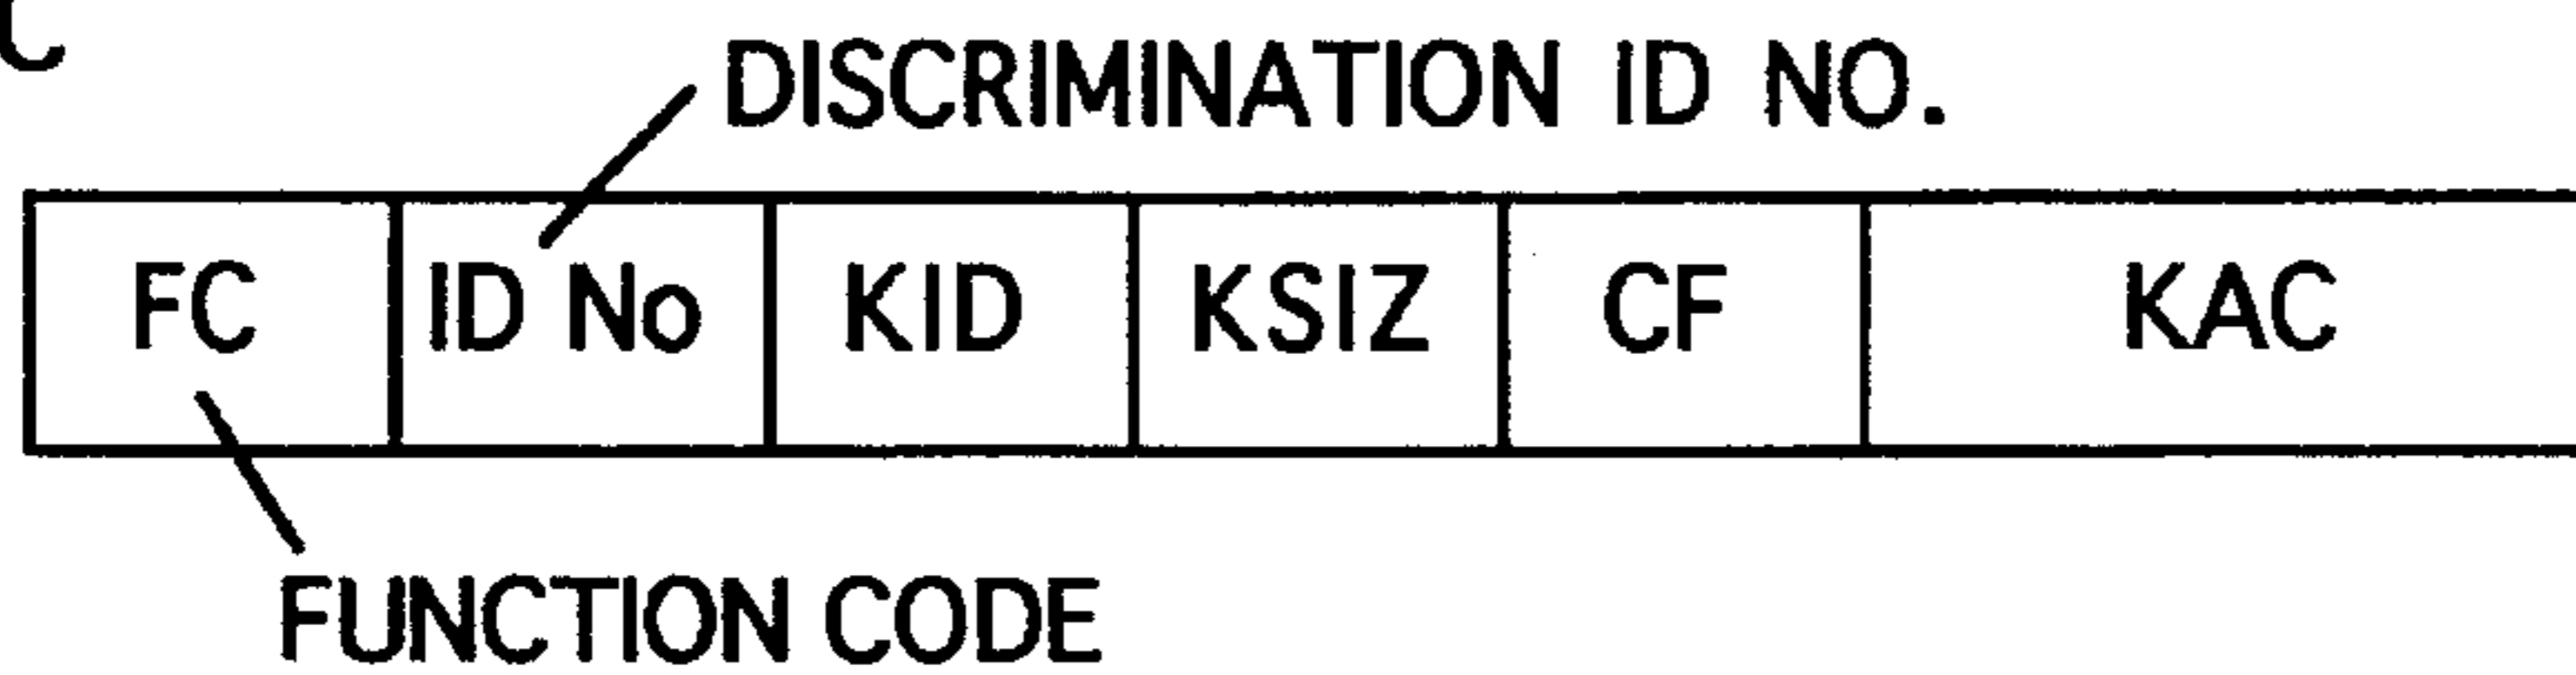 DISCRIMINATION ID NO.
FC ID No KID KSIZ CF KAC
FUNCTION CODE